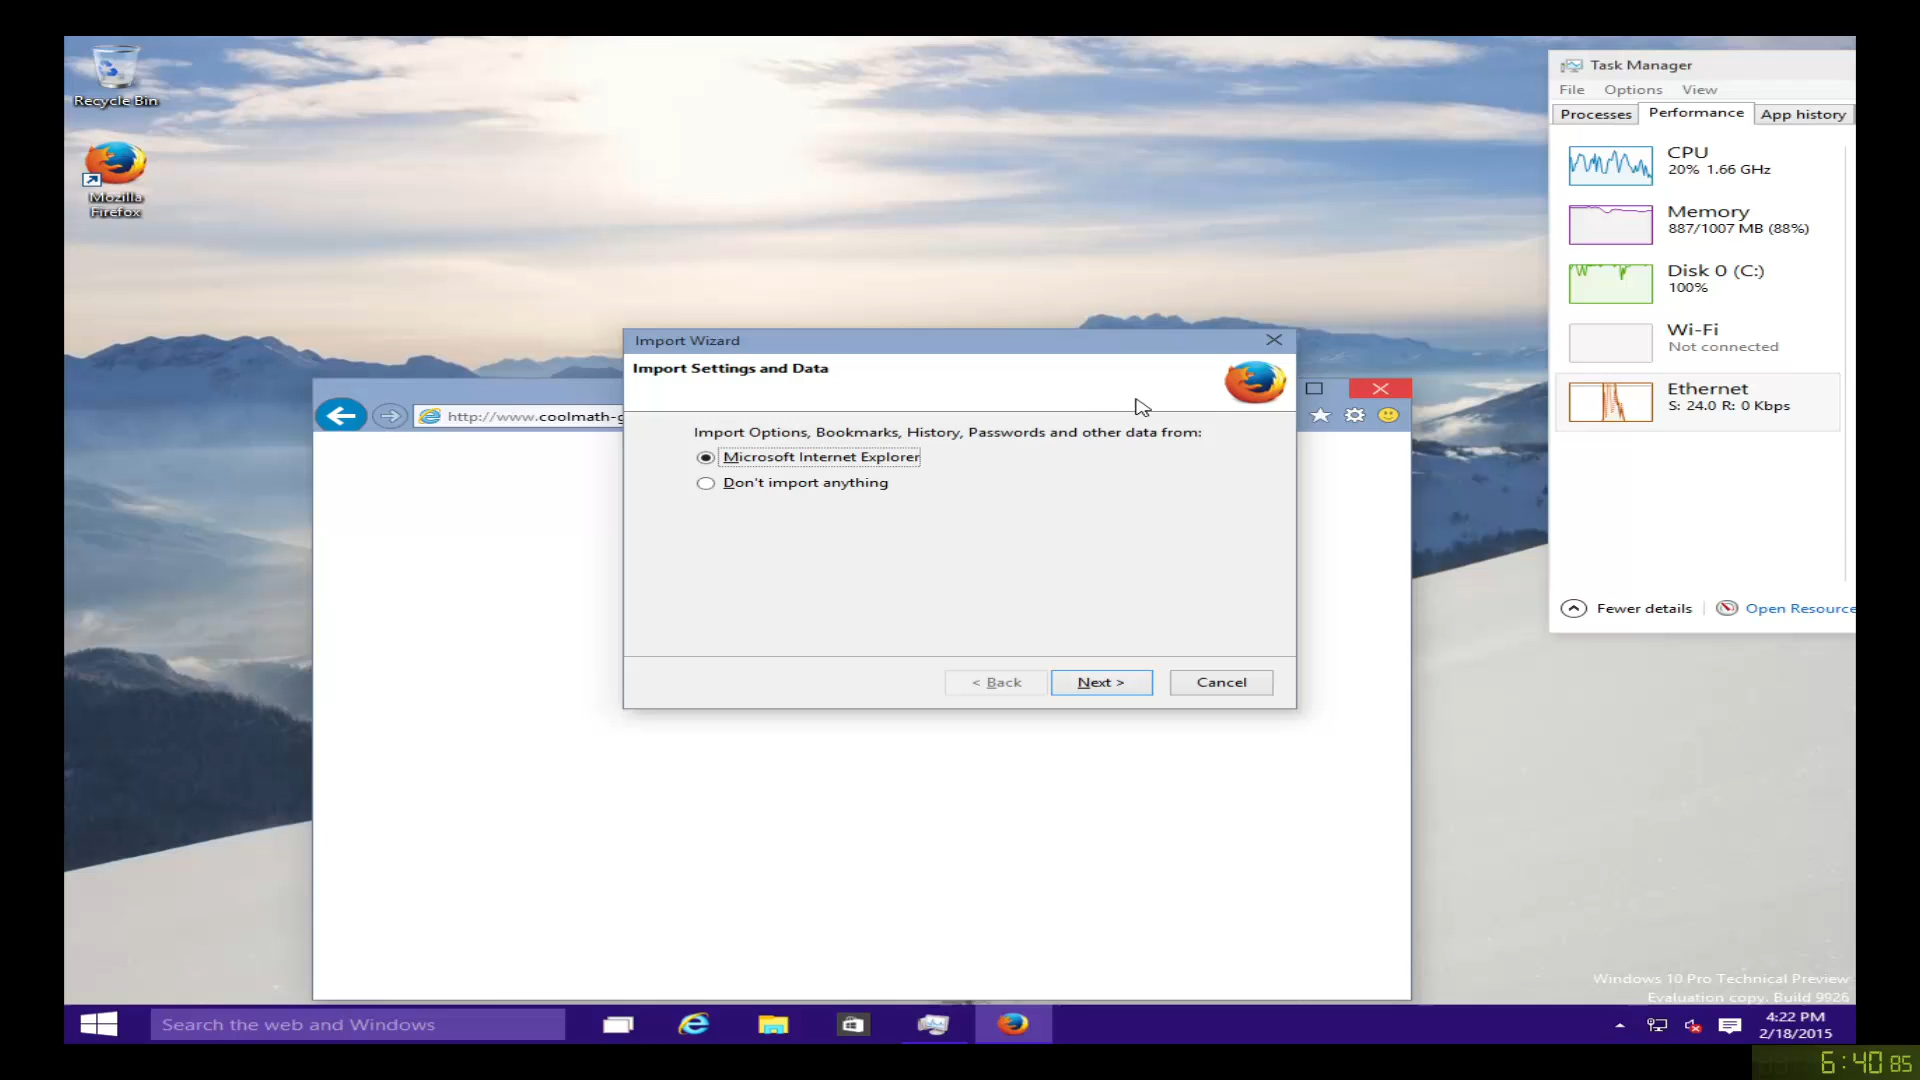 Recycle Bin
Mozilla
Firefox
Task Manager
File Options View
Processes Performance App history
CPU
20% 1.66 GHz
Memory
887/1007 MB (88%)
Disk 0 (C:)
100%
Wi-Fi
Not connected
Ethernet
S: 24.0 R: 0 Kbps
Fewer details Open Resource
Import Wizard
Import Settings and Data
http://www.coolmath-g
Import Options, Bookmarks, History, Passwords and other data from:
Microsoft Internet Explorer
Don't import anything
< Back Next > Cancel
Windows 10 Pro Technical Preview
Evaluation copy. Build 9926
Search the web and Windows
4:22 PM
2/18/2015
6:40 85